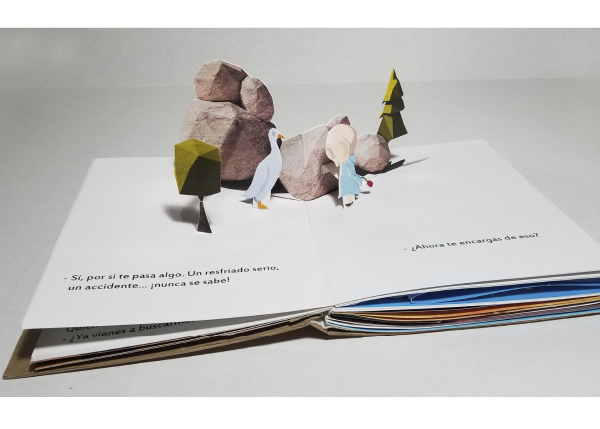 - Sí, por si te pasa algo. Un resfriado serio,
un accidente... ¡nunca se sabe!
- ¿Ahora te encargas de eso?
- ¿Ya vienes a buscarm